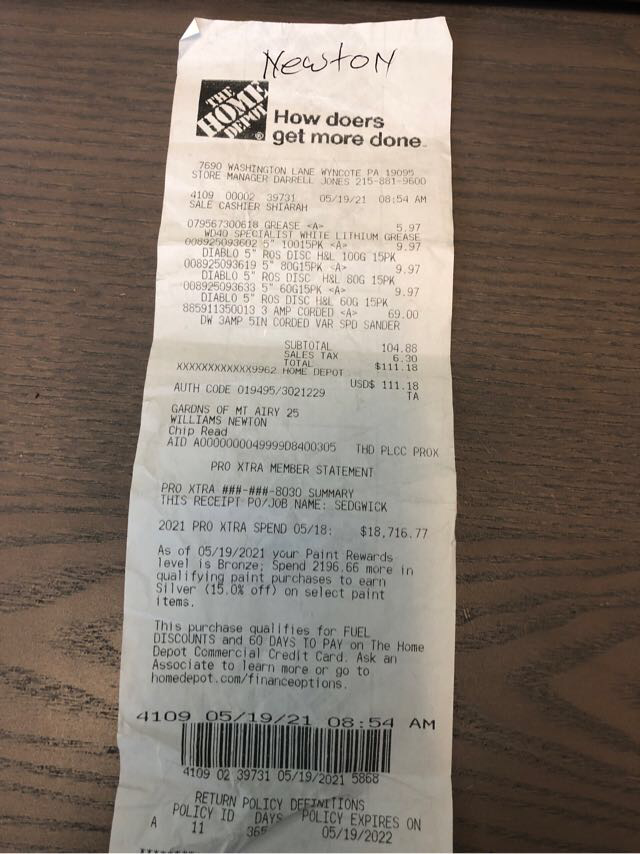 Newton
THE
HOME
DEPOT
How doers
get more done.
7690 WASHINGTON LANE WYNCOTE PA 19095
STORE MANAGER DARRELL JONES 215-881-9600
4109 00002 39731 05/19/21 08:54 AM
SALE CASHIER SHIARAH
079567300618 GREASE <A> 5.97
WD40 SPECIALIST WHITE LITHIUM GREASE
008925093602 5" 10015PK <A> 9.97
DIABLO 5" ROS DISC H&L 100G 15PK
008925093619 5" 80G15PK <A> 9.97
DIABLO 5" ROS DISC H&L 80G 15PK
008925093633 5" 60G15PK <A> 9.97
DIABLO 5" ROS DISC H&L 60G 15PK
885911350013 3 AMP CORDED <A> 69.00
DW 3AMP 5IN CORDED VAR SPD SANDER
SUBTOTAL 104.88
SALES TAX 6.30
TOTAL $111.18
XXXXXXXXXXXX9962 HOME DEPOT
USD$ 111.18
AUTH CODE 019495/3021229 TA
GARDNS OF MT AIRY 25
WILLIAMS NEWTON
Chip Read
AID A0000000049999D8400305 THD PLCC PROX
PRO XTRA MEMBER STATEMENT
PRO XTRA ###-###-8030 SUMMARY
THIS RECEIPT PO/JOB NAME: SEDGWICK
2021 PRO XTRA SPEND 05/18: $18,716.77
As of 05/19/2021 your Paint Rewards
level is Bronze; Spend 2196.66 more in
qualifying paint purchases to earn
Silver (15.0% off) on select paint
items.
This purchase qualifies for FUEL
DISCOUNTS and 60 DAYS TO PAY on The Home
Depot Commercial Credit Card. Ask an
Associate to learn more or go to
homedepot.com/financeoptions.
4109 05/19/21 08:54 AM
4109 02 39731 05/19/2021 5868
RETURN POLICY DEFINITIONS
POLICY ID DAYS POLICY EXPIRES ON
A 11 365 05/19/2022